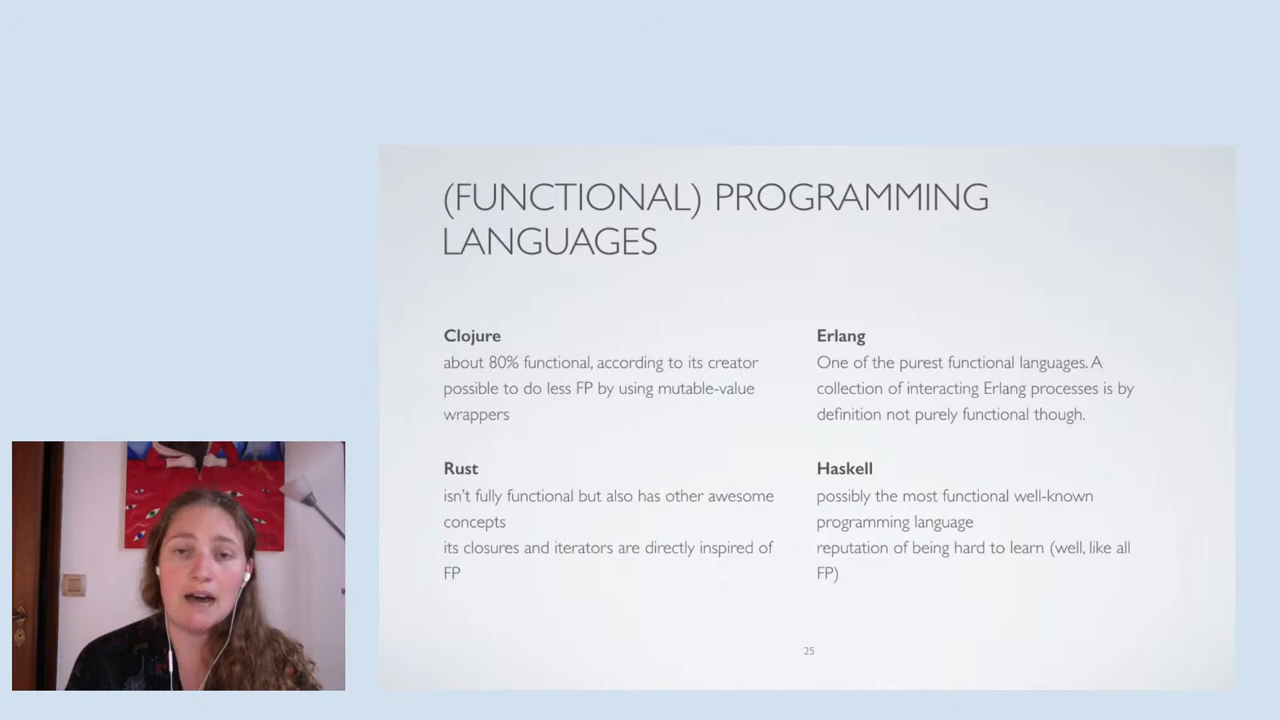 (FUNCTIONAL) PROGRAMMING
LANGUAGES
Clojure
about 80% functional, according to its creator
possible to do less FP by using mutable-value
wrappers
Rust
isn't fully functional but also has other awesome
concepts
its closures and iterators are directly inspired of
FP
Erlang
One of the purest functional languages. A
collection of interacting Erlang processes is by
definition not purely functional though.
Haskell
possibly the most functional well-known
programming language
reputation of being hard to learn (well, like all
FP)
25